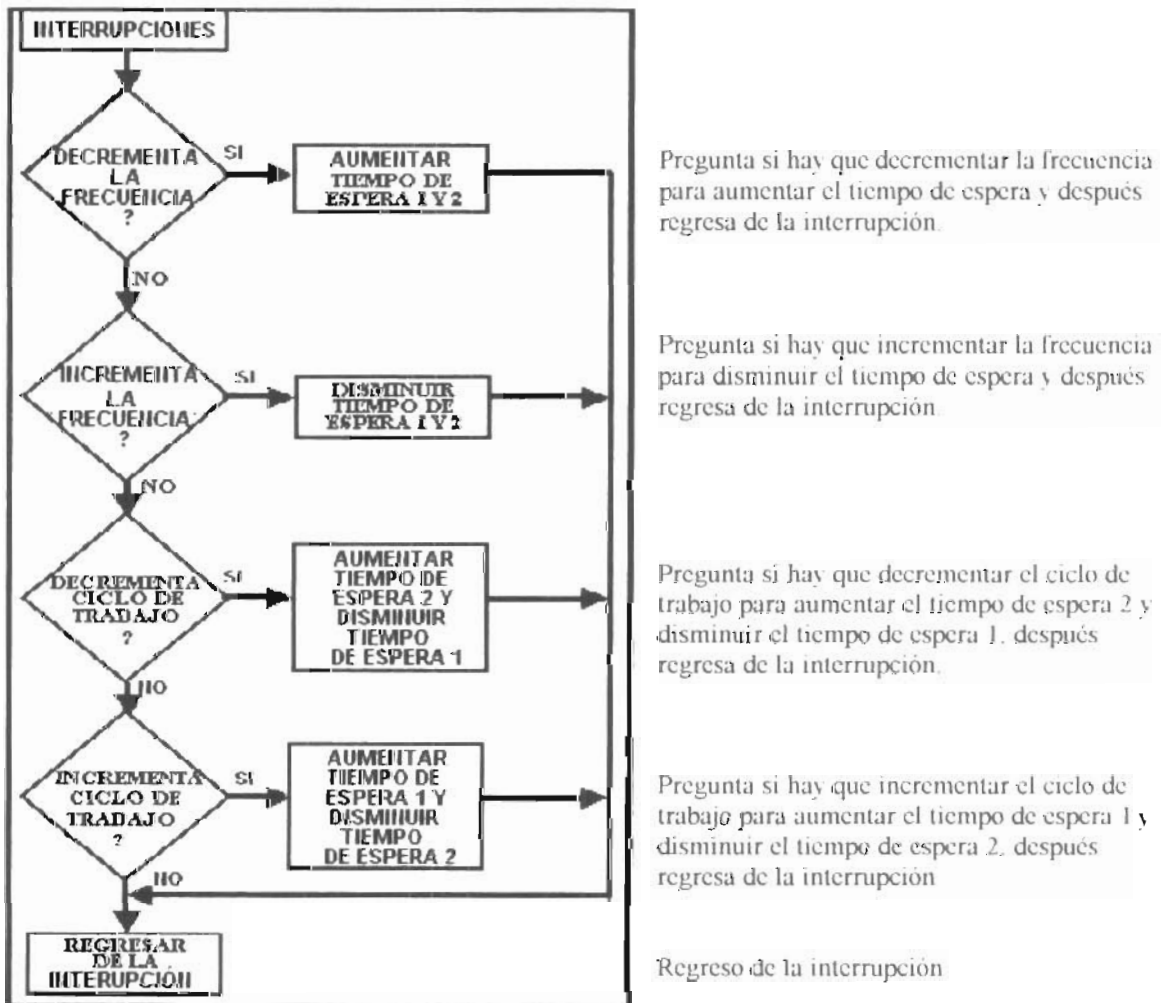 INTERRUPCIONES
DECREMENTA
LA
FRECUENCIA
?
SI
AUMENTAR
TIEMPO DE
ESPERA 1 Y 2
Pregunta si hay que decrementar la frecuencia
para aumentar el tiempo de espera y después
regresa de la interrupción.
NO
INCREMENTA
LA
FRECUENCIA
?
SI
DISMINUIR
TIEMPO DE
ESPERA 1 Y 2
Pregunta si hay que incrementar la frecuencia
para disminuir el tiempo de espera y después
regresa de la interrupción.
NO
DECREMENTA
CICLO DE
TRABAJO
?
SI
AUMENTAR
TIEMPO DE
ESPERA 2 Y
DISMINUIR
TIEMPO
DE ESPERA 1
Pregunta si hay que decrementar el ciclo de
trabajo para aumentar el tiempo de espera 2 y
disminuir el tiempo de espera 1, después
regresa de la interrupción.
NO
INCREMENTA
CICLO DE
TRABAJO
?
SI
AUMENTAR
TIEMPO DE
ESPERA 1 Y
DISMINUIR
TIEMPO
DE ESPERA 2
Pregunta si hay que incrementar el ciclo de
trabajo para aumentar el tiempo de espera 1 y
disminuir el tiempo de espera 2, después
regresa de la interrupción
NO
REGRESAR
DE LA
INTERUPCIÓN
Regreso de la interrupción